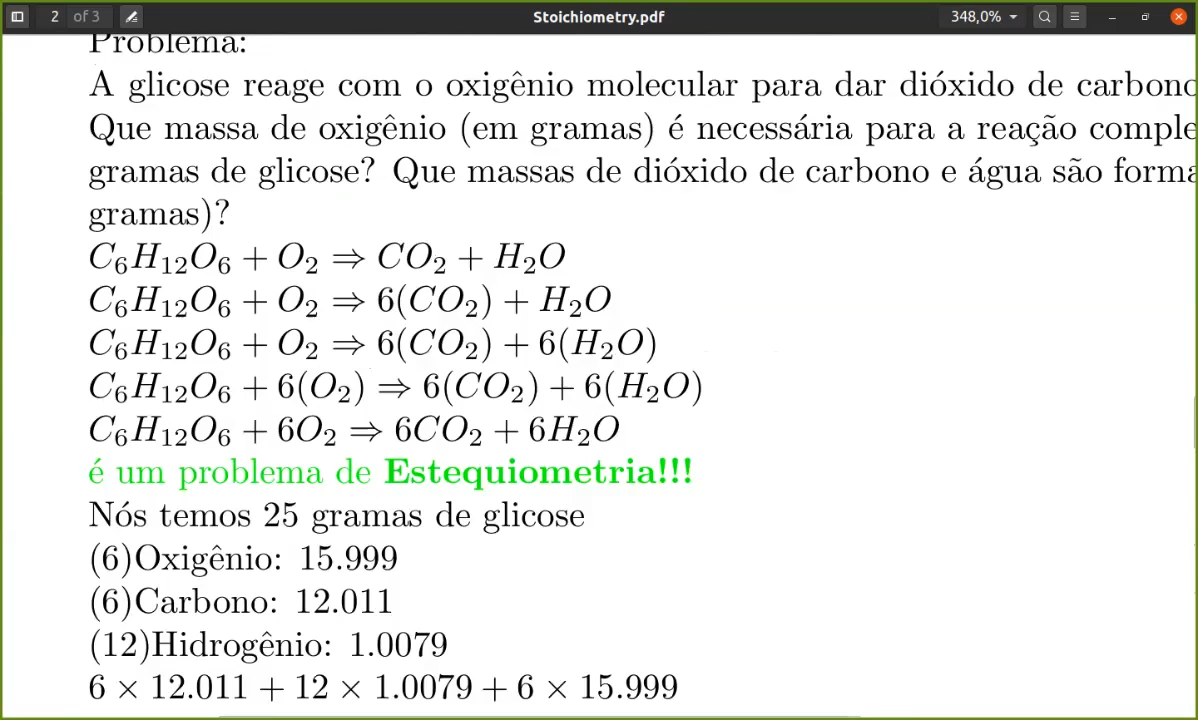 2 of 3
Stoichiometry.pdf
348,0%
Problema:
A glicose reage com o oxigênio molecular para dar dióxido de carbono
Que massa de oxigênio (em gramas) é necessária para a reação comple
gramas de glicose? Que massas de dióxido de carbono e água são forma
gramas)?
C₆H₁₂O₆ + O₂ ⇒ CO₂ + H₂O
C₆H₁₂O₆ + O₂ ⇒ 6(CO₂) + H₂O
C₆H₁₂O₆ + O₂ ⇒ 6(CO₂) + 6(H₂O)
C₆H₁₂O₆ + 6(O₂) ⇒ 6(CO₂) + 6(H₂O)
C₆H₁₂O₆ + 6O₂ ⇒ 6CO₂ + 6H₂O
é um problema de Estequiometria!!!
Nós temos 25 gramas de glicose
(6)Oxigênio: 15.999
(6)Carbono: 12.011
(12)Hidrogênio: 1.0079
6 × 12.011 + 12 × 1.0079 + 6 × 15.999